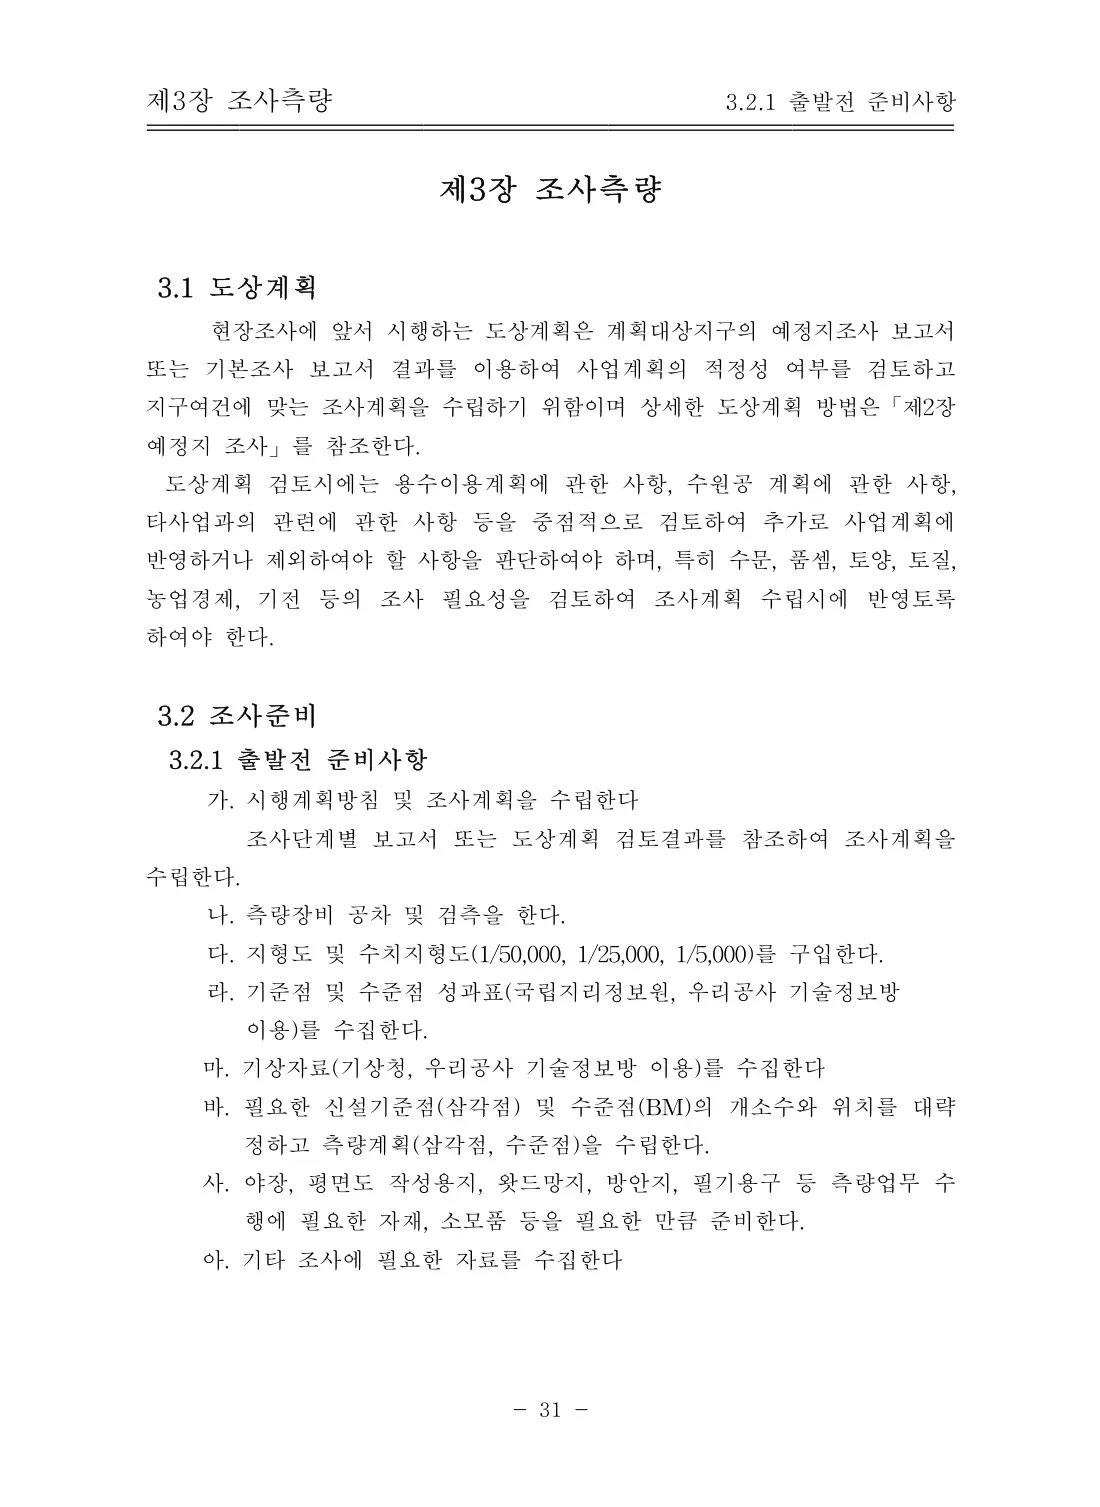 제3장 조사측량
3.2.1 출발전 준비사항
제3장 조사측량
3.1 도상계획
현장조사에 앞서 시행하는 도상계획은 계획대상지구의 예정지조사 보고서
또는 기본조사 보고서 결과를 이용하여 사업계획의 적정성 여부를 검토하고
지구여건에 맞는 조사계획을 수립하기 위함이며 상세한 도상계획 방법은「제2장
예정지 조사」를 참조한다.
도상계획 검토시에는 용수이용계획에 관한 사항, 수원공 계획에 관한 사항,
타사업과의 관련에 관한 사항 등을 중점적으로 검토하여 추가로 사업계획에
반영하거나 제외하여야 할 사항을 판단하여야 하며, 특히 수문, 품셈, 토양, 토질,
농업경제, 기전 등의 조사 필요성을 검토하여 조사계획 수립시에 반영토록
하여야 한다.
3.2 조사준비
3.2.1 출발전 준비사항
가. 시행계획방침 및 조사계획을 수립한다
조사단계별 보고서 또는 도상계획 검토결과를 참조하여 조사계획을
수립한다.
나. 측량장비 공차 및 검측을 한다.
다. 지형도 및 수치지형도(1/50,000, 1/25,000, 1/5,000)를 구입한다.
라. 기준점 및 수준점 성과표(국립지리정보원, 우리공사 기술정보방
이용)를 수집한다.
마. 기상자료(기상청, 우리공사 기술정보방 이용)를 수집한다
바. 필요한 신설기준점(삼각점) 및 수준점(BM)의 개소수와 위치를 대략
정하고 측량계획(삼각점, 수준점)을 수립한다.
사. 야장, 평면도 작성용지, 왓드망지, 방안지, 필기용구 등 측량업무 수
행에 필요한 자재, 소모품 등을 필요한 만큼 준비한다.
아. 기타 조사에 필요한 자료를 수집한다
- 31 -